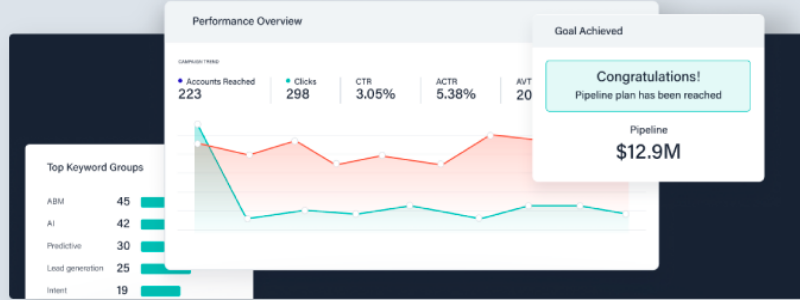 Performance Overview
CAMPAIGN TREND
Accounts Reached
223
Clicks
298
CTR
3.05%
ACTR
5.38%
AVT
20
Goal Achieved
Congratulations!
Pipeline plan has been reached
Pipeline
$12.9M
Top Keyword Groups
ABM 45
AI 42
Predictive 30
Lead generation 25
Intent 19